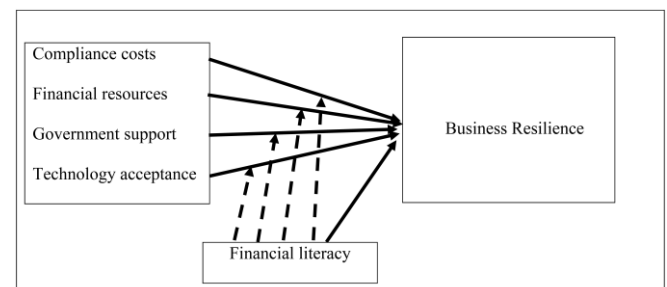 Compliance costs
Financial resources
Government support
Technology acceptance
Business Resilience
Financial literacy